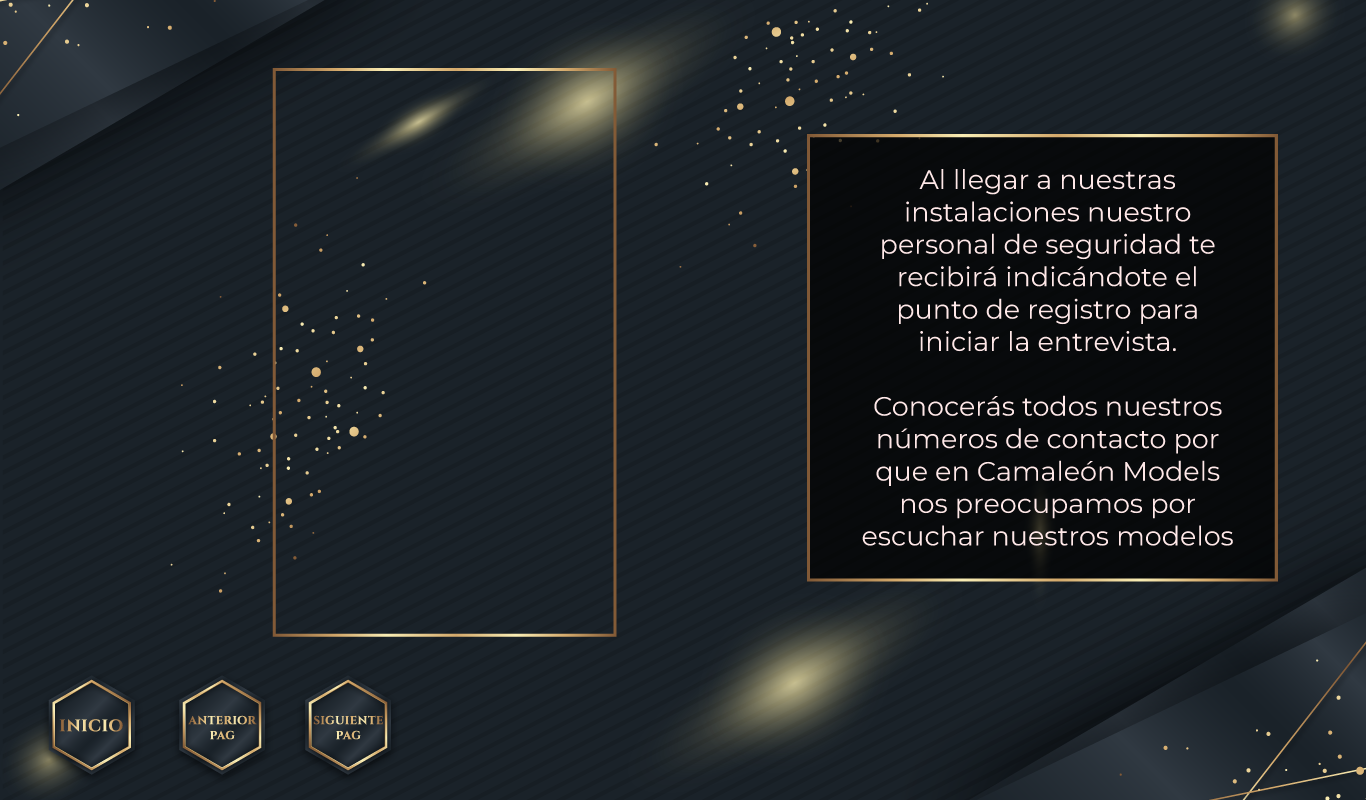 Al llegar a nuestras
instalaciones nuestro
personal de seguridad te
recibirá indicándote el
punto de registro para
iniciar la entrevista.
Conocerás todos nuestros
números de contacto por
que en Camaleón Models
nos preocupamos por
escuchar nuestros modelos
INICIO
ANTERIOR
PAG
SIGUIENTE
PAG